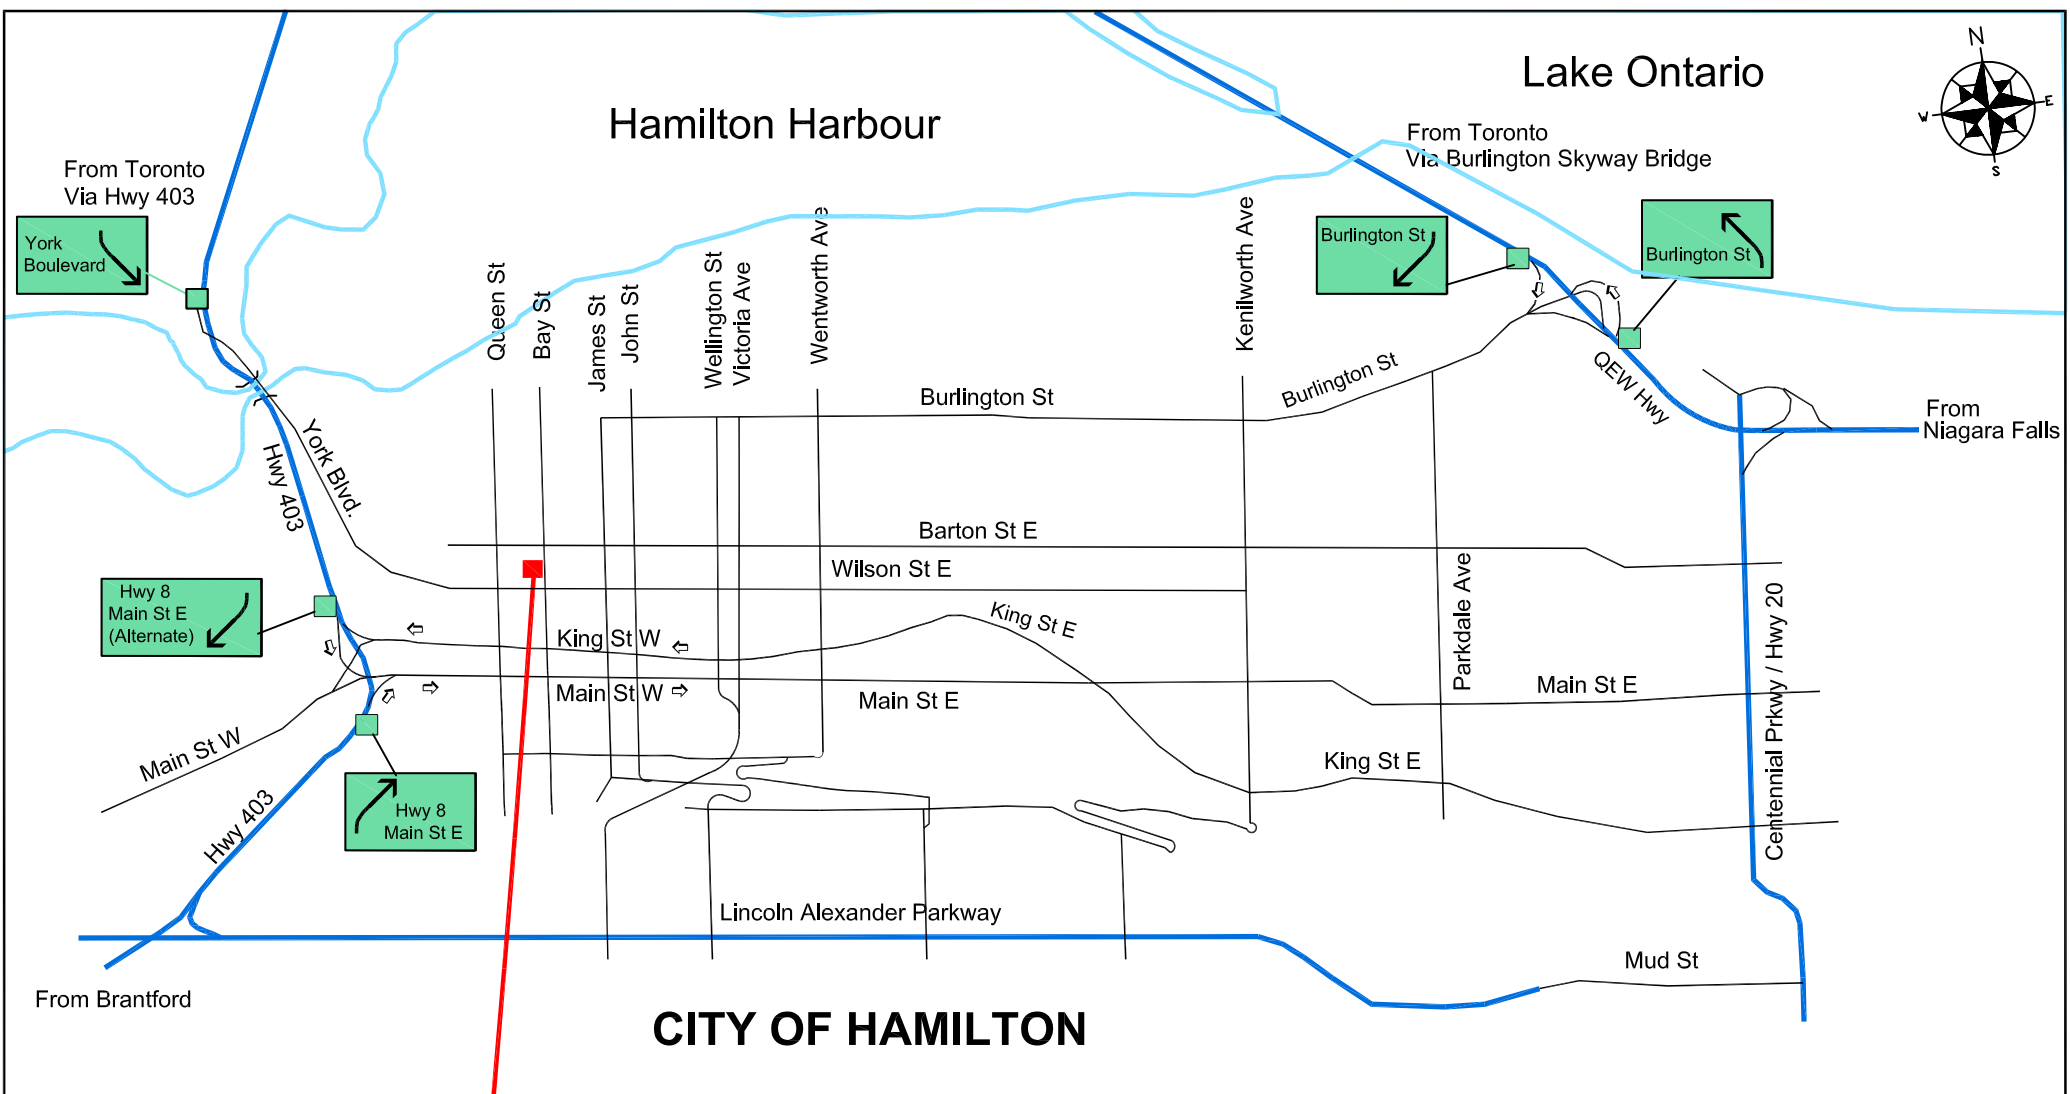 N
W
E
S
Lake Ontario
Hamilton Harbour
From Toronto
Via Burlington Skyway Bridge
From Toronto
Via Hwy 403
York
Boulevard
Burlington St
Burlington St
Queen St
Bay St
James St
John St
Wellington St
Victoria Ave
Wentworth Ave
Kenilworth Ave
Burlington St
Burlington St
QEW Hwy
From
Niagara Falls
York Blvd.
Hwy 403
Barton St E
Wilson St E
Parkdale Ave
Hwy 8
Main St E
(Alternate)
King St W
King St E
Main St W
Main St E
Main St E
Centennial Prkwy / Hwy 20
Main St W
King St E
Hwy 8
Main St E
Hwy 403
Lincoln Alexander Parkway
Mud St
From Brantford
CITY OF HAMILTON